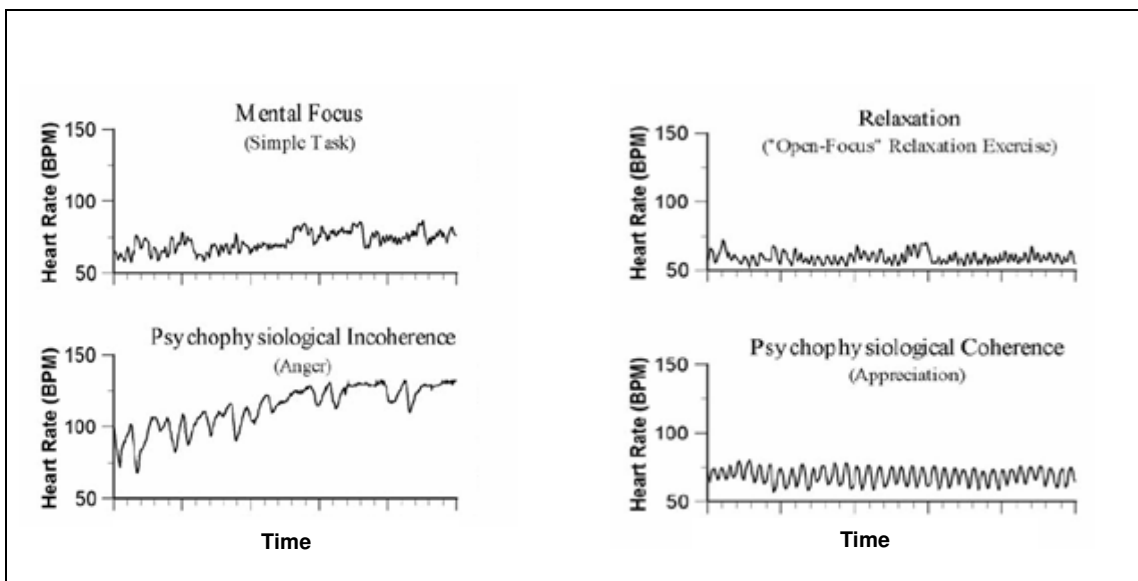 Mental Focus
(Simple Task)
Heart Rate (BPM)
150
100
50
Relaxation
("Open-Focus" Relaxation Exercise)
Heart Rate (BPM)
150
100
50
Psychophysiological Incoherence
(Anger)
Heart Rate (BPM)
150
100
50
Time
Psychophysiological Coherence
(Appreciation)
Heart Rate (BPM)
150
100
50
Time